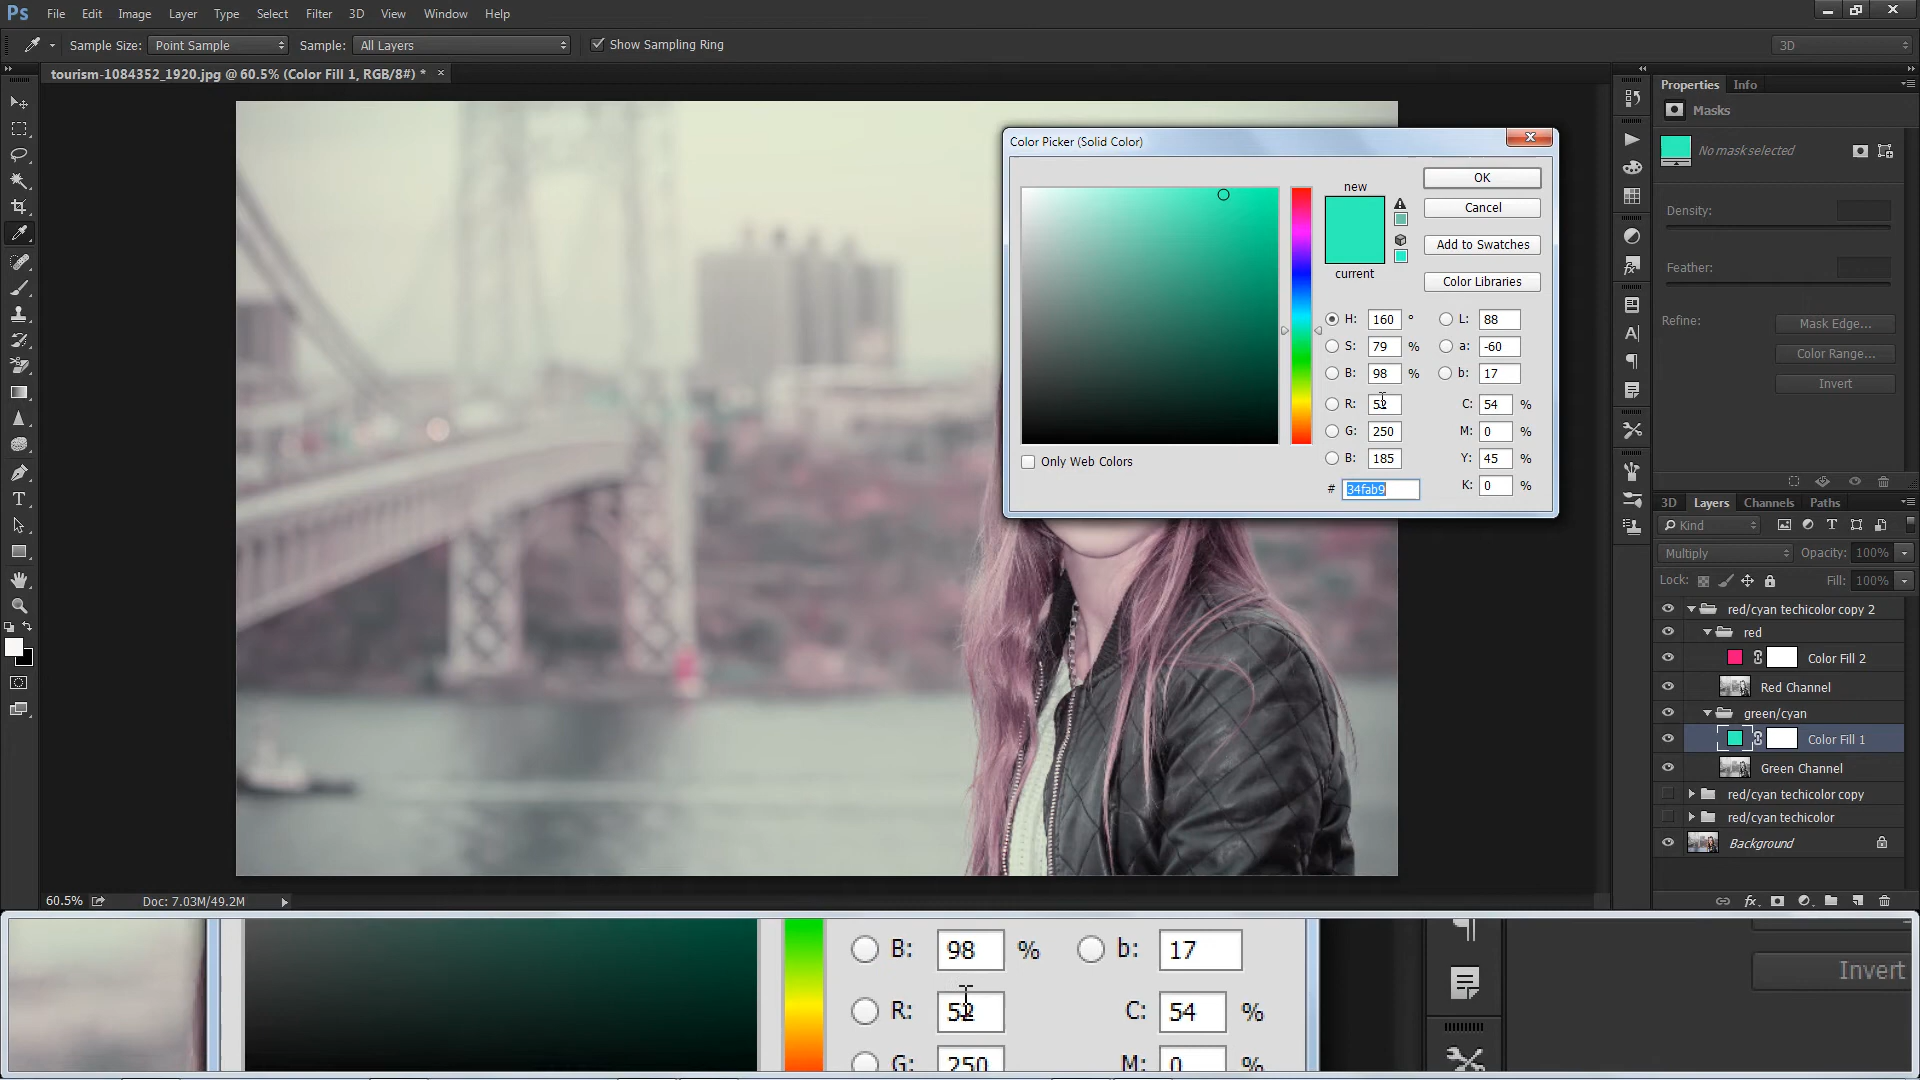 Ps File Edit Image Layer Type Select Filter 3D View Window Help
Sample Size: Point Sample Sample: All Layers Show Sampling Ring 3D
tourism-1084352_1920.jpg @ 60.5% (Color Fill 1, RGB/8#) * ×
Properties Info
Masks
No mask selected
Density:
Feather:
Refine: Mask Edge...
Color Range...
Invert
Color Picker (Solid Color)
new
current
OK
Cancel
Add to Swatches
Color Libraries
H: 160 ° L: 88
S: 79 % a: -60
B: 98 % b: 17
R: 52 C: 54 %
G: 250 M: 0 %
B: 185 Y: 45 %
# 34fab9 K: 0 %
Only Web Colors
3D Layers Channels Paths
Kind
Multiply Opacity: 100%
Lock: Fill: 100%
red/cyan techicolor copy 2
red
Color Fill 2
Red Channel
green/cyan
Color Fill 1
Green Channel
red/cyan techicolor copy
red/cyan techicolor
Background
60.5% Doc: 7.03M/49.2M
B: 98 % b: 17
R: 52 C: 54 %
G: 250 M: 0 %
Invert